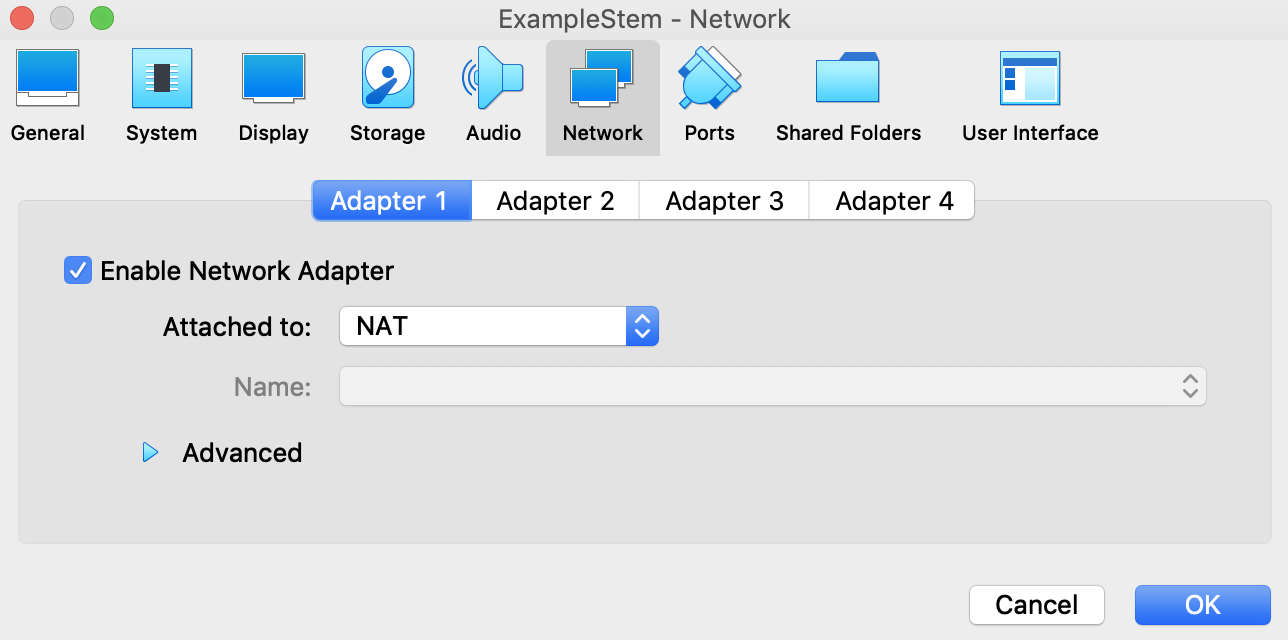 ExampleStem - Network
General System Display Storage Audio Network Ports Shared Folders User Interface
Adapter 1 Adapter 2 Adapter 3 Adapter 4
Enable Network Adapter
Attached to: NAT
Name:
Advanced
Cancel OK